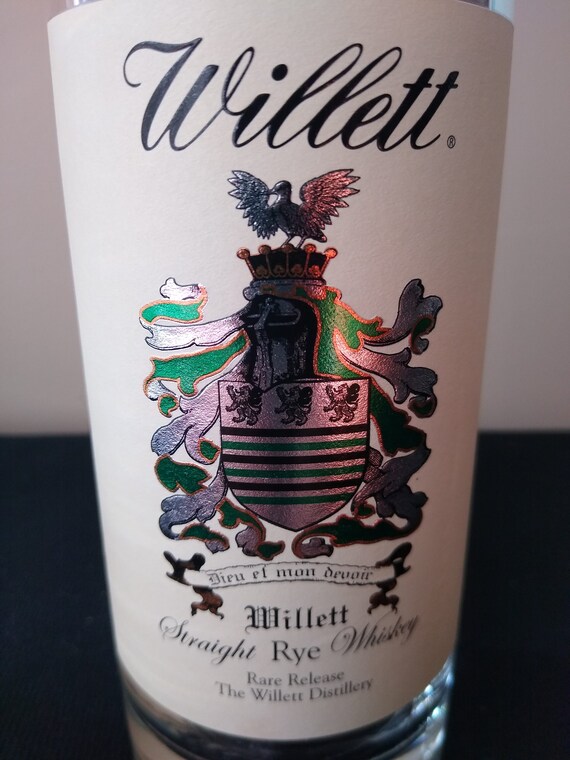 Willett®
Dieu et mon devoir
Willett
Straight Rye Whiskey
Rare Release
The Willett Distillery